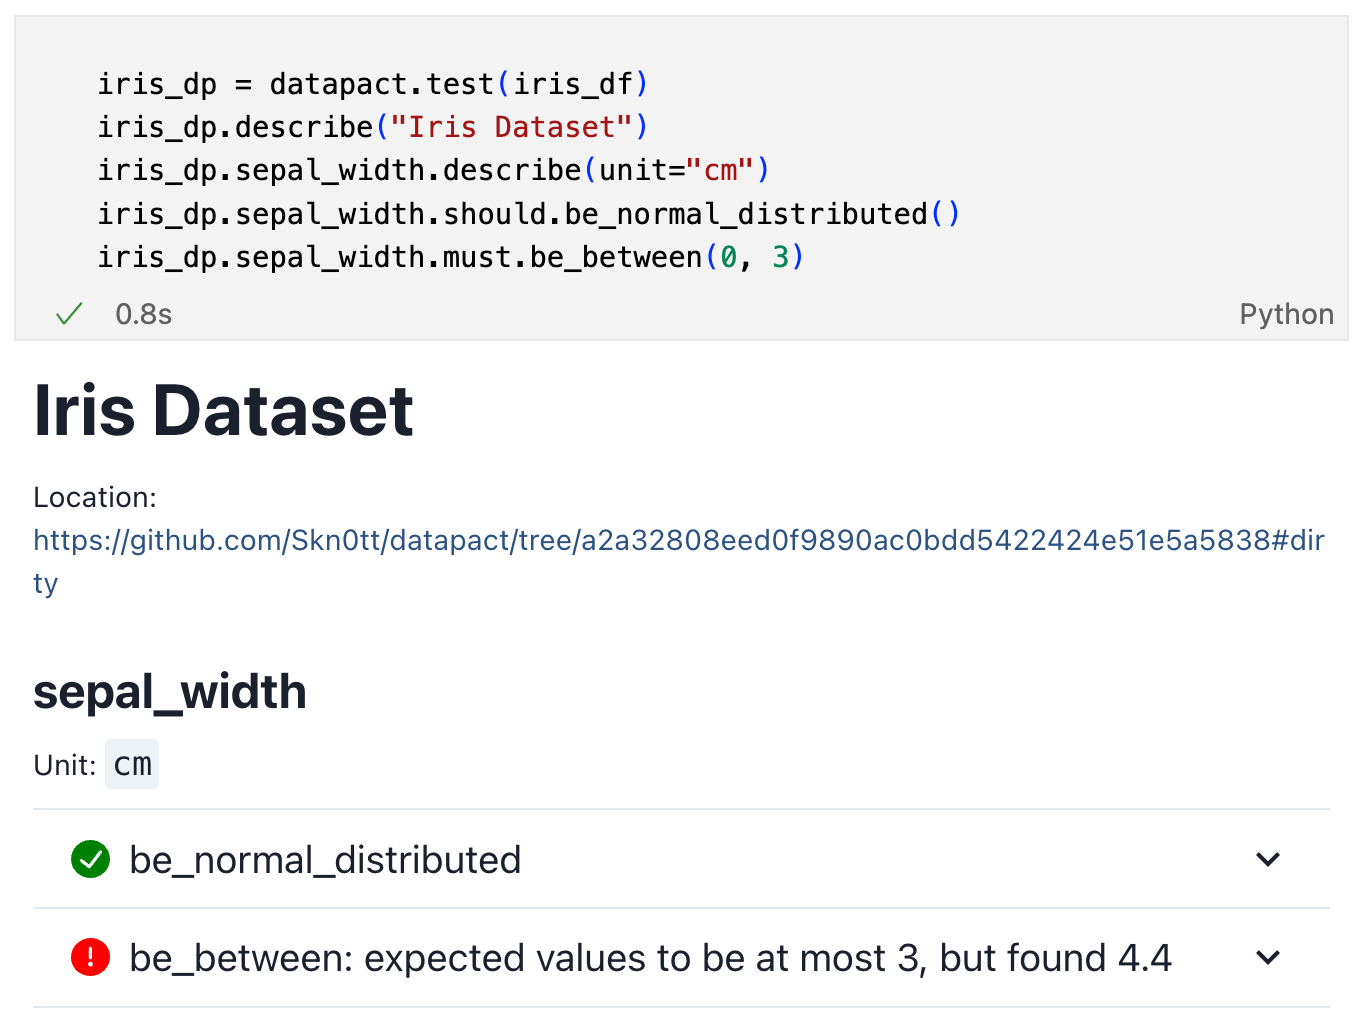 iris_dp = datapact.test(iris_df)
iris_dp.describe("Iris Dataset")
iris_dp.sepal_width.describe(unit="cm")
iris_dp.sepal_width.should.be_normal_distributed()
iris_dp.sepal_width.must.be_between(0, 3)
0.8s Python
Iris Dataset
Location:
https://github.com/Skn0tt/datapact/tree/a2a32808eed0f9890ac0bdd5422424e51e5a5838#dir
ty
sepal_width
Unit: cm
be_normal_distributed
be_between: expected values to be at most 3, but found 4.4